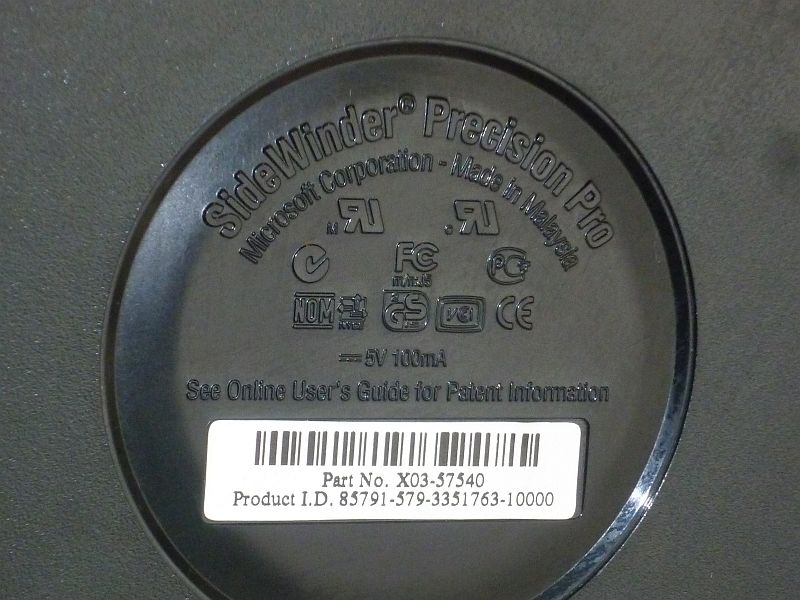 SideWinder® Precision Pro
Microsoft Corporation - Made in Malaysia
FC
NOM GS CE
5V 100mA
See Online User's Guide for Patent Information
Part No. X03-57540
Product I.D. 85791-579-3351763-10000